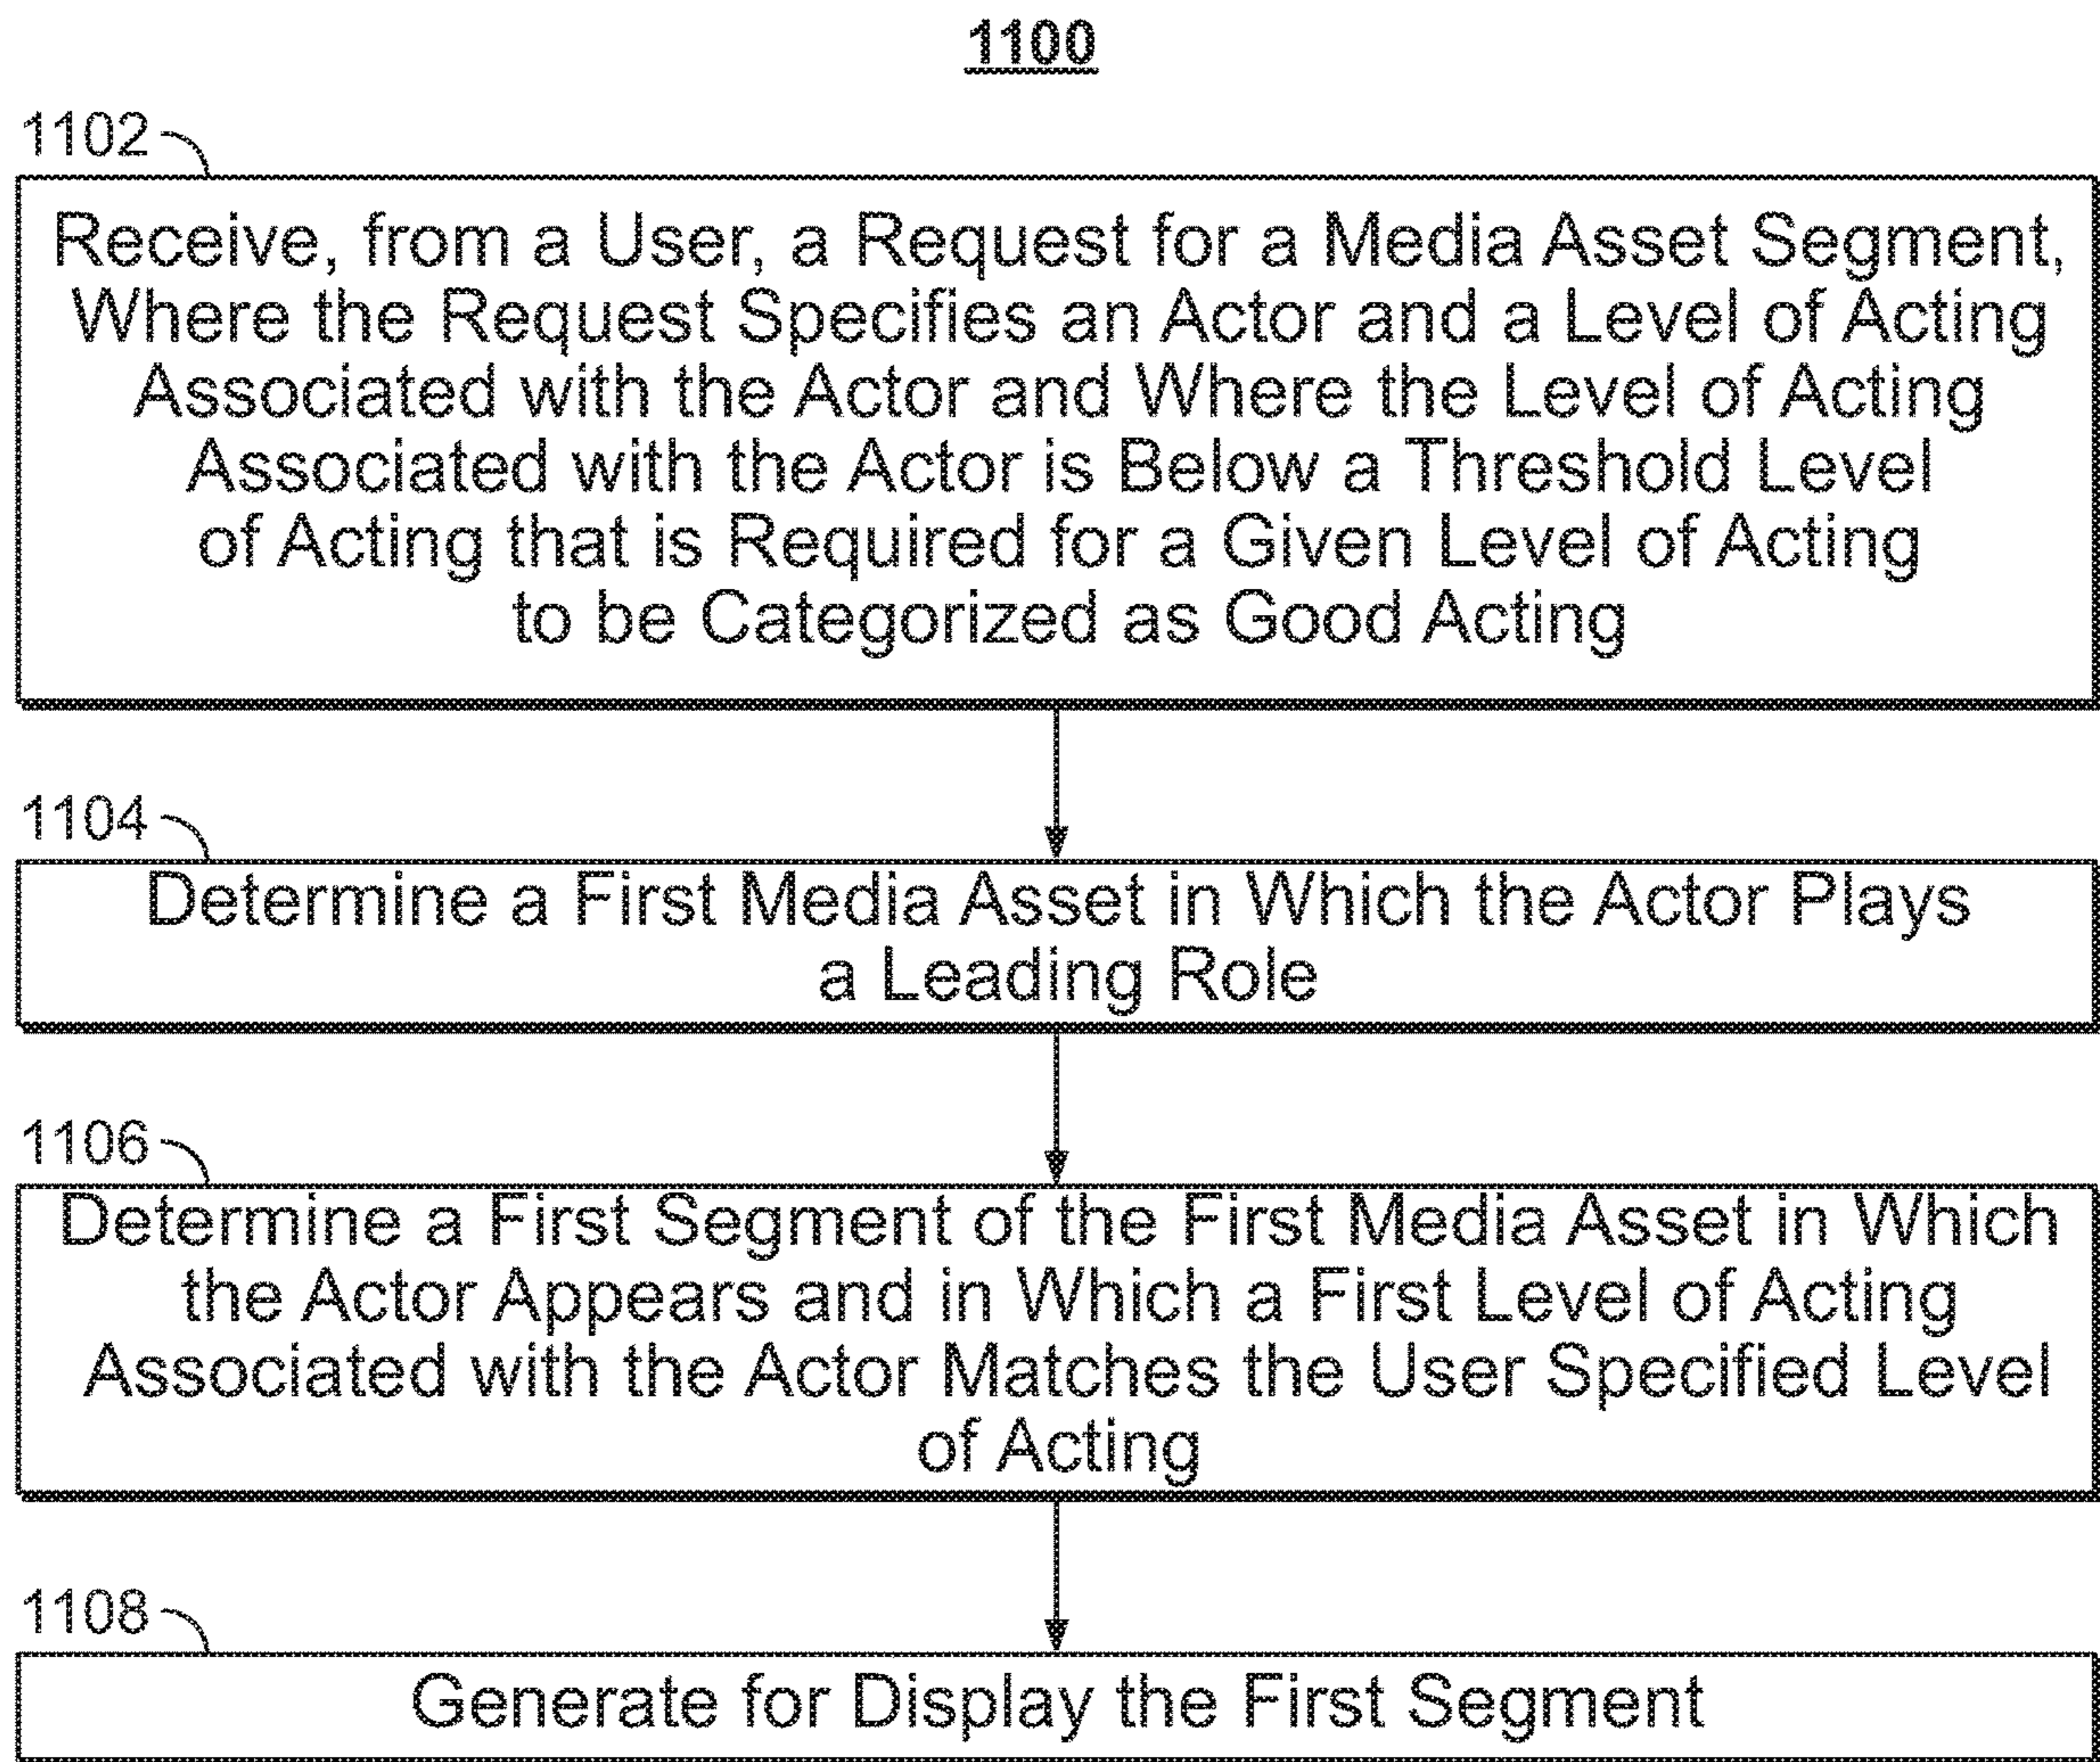 1100
1102
Receive, from a User, a Request for a Media Asset Segment,
Where the Request Specifies an Actor and a Level of Acting
Associated with the Actor and Where the Level of Acting
Associated with the Actor is Below a Threshold Level
of Acting that is Required for a Given Level of Acting
to be Categorized as Good Acting
1104
Determine a First Media Asset in Which the Actor Plays
a Leading Role
1106
Determine a First Segment of the First Media Asset in Which
the Actor Appears and in Which a First Level of Acting
Associated with the Actor Matches the User Specified Level
of Acting
1108
Generate for Display the First Segment